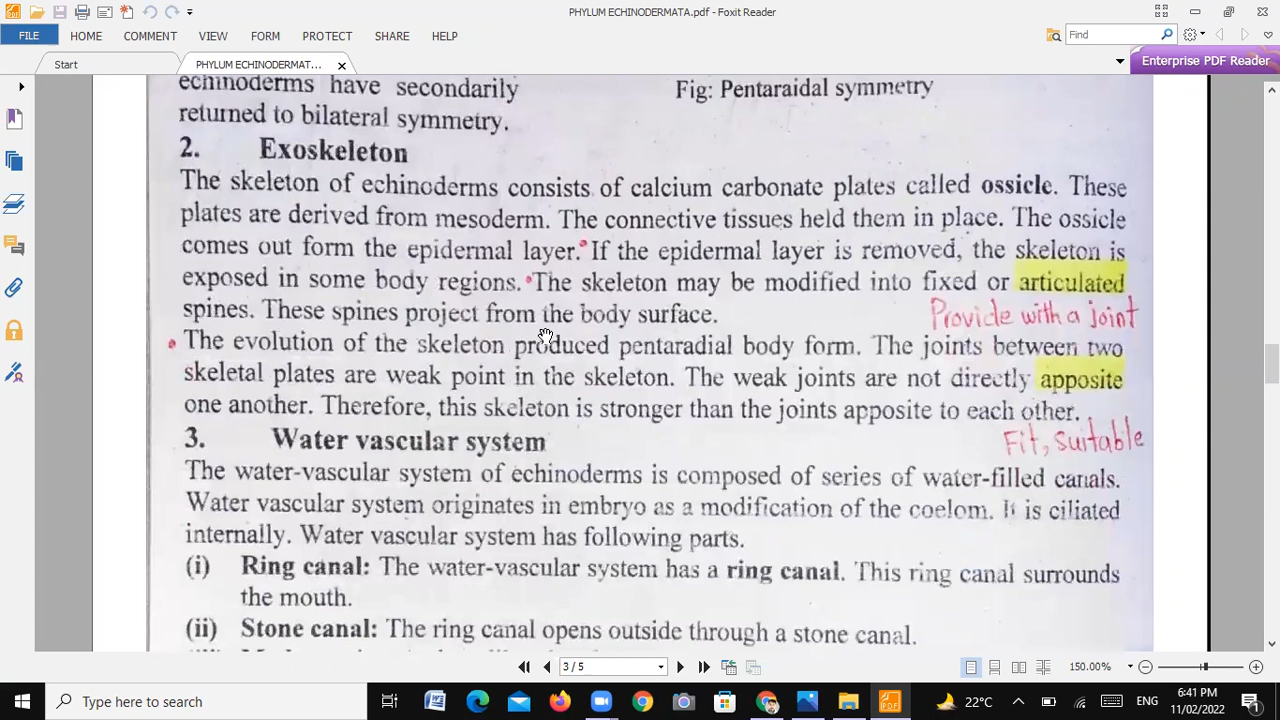 PHYLUM ECHINODERMATA.pdf - Foxit Reader
FILE HOME COMMENT VIEW FORM PROTECT SHARE HELP
Find
Start
PHYLUM ECHINODERMAT...
Enterprise PDF Reader
echinoderms have secondarily
returned to bilateral symmetry.
Fig: Pentaraidal symmetry
2. Exoskeleton
The skeleton of echinoderms consists of calcium carbonate plates called ossicle. These
plates are derived from mesoderm. The connective tissues held them in place. The ossicle
comes out form the epidermal layer. If the epidermal layer is removed, the skeleton is
exposed in some body regions. The skeleton may be modified into fixed or articulated
spines. These spines project from the body surface.
Provide with a joint
The evolution of the skeleton produced pentaradial body form. The joints between two
skeletal plates are weak point in the skeleton. The weak joints are not directly apposite
one another. Therefore, this skeleton is stronger than the joints apposite to each other.
Fit, suitable
3. Water vascular system
The water-vascular system of echinoderms is composed of series of water-filled canals.
Water vascular system originates in embryo as a modification of the coelom. It is ciliated
internally. Water vascular system has following parts.
(i) Ring canal: The water-vascular system has a ring canal. This ring canal surrounds
the mouth.
(ii) Stone canal: The ring canal opens outside through a stone canal.
3 / 5
150.00%
Type here to search
22°C
ENG
6:41 PM
11/02/2022